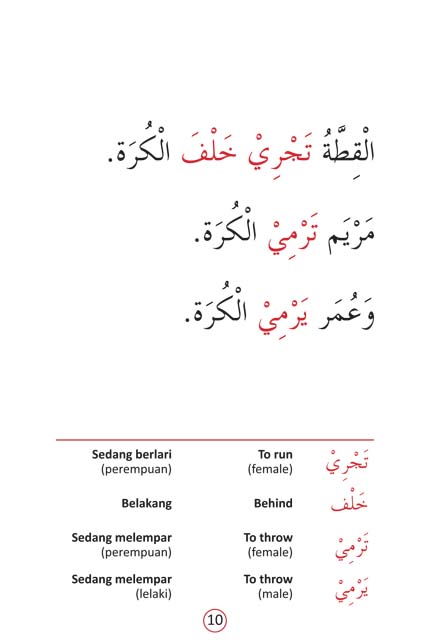 الْقِطَّةُ تَجْرِيْ خَلْفَ الْكُرَة.
مَرْيَم تَرْمِيْ الْكُرَة.
وَعُمَر يَرْمِيْ الْكُرَة.
Sedang berlari To run تَجْرِيْ
(perempuan) (female)
Belakang Behind خَلْف
Sedang melempar To throw تَرْمِيْ
(perempuan) (female)
Sedang melempar To throw يَرْمِيْ
(lelaki) (male)
10